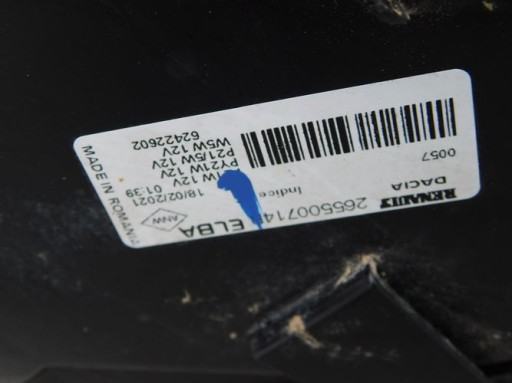 RENAULT 265500714 ELBA
DACIA Indice
18/02/2021 01:39
0057
W 12V
PY21W 12V
P21/5W 12V
W5W 12V
62422602
MADE IN ROMANIA